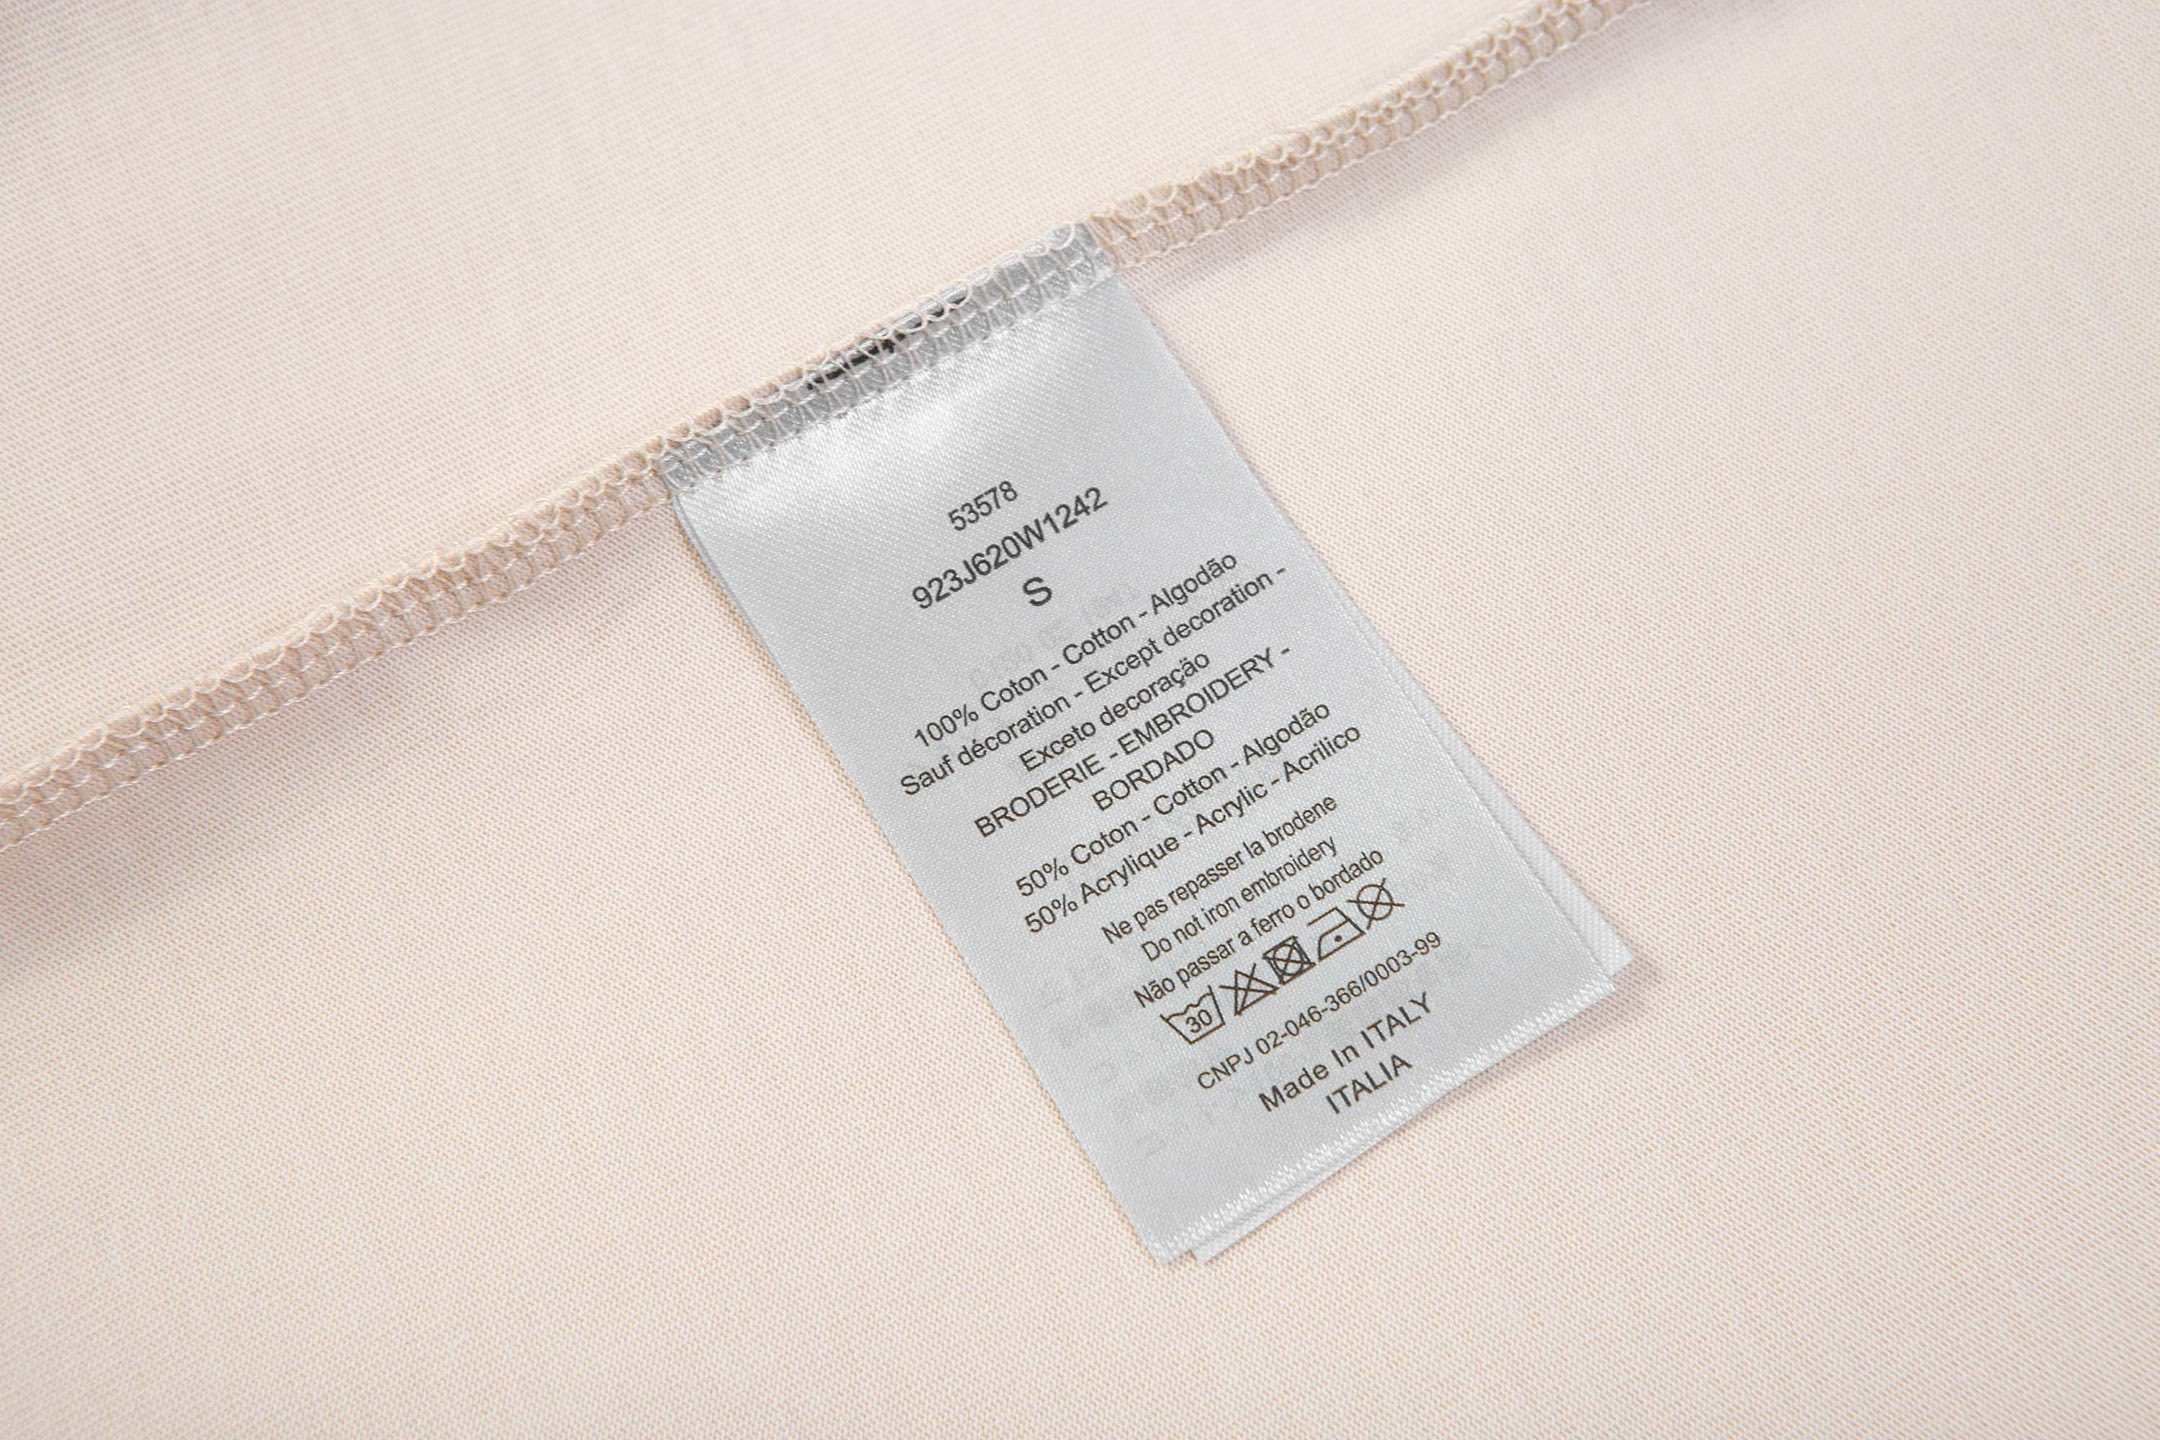 53578
923J620W1242
S
100% Coton - Cotton - Algodão
Sauf décoration - Except decoration -
Exceto decoração
BRODERIE - EMBROIDERY -
BORDADO
50% Coton - Cotton - Algodão
50% Acrylique - Acrylic - Acrilico
Ne pas repasser la brodene
Do not iron embroidery
Não passar a ferro o bordado
30
CNPJ 02-046-366/0003-99
Made In ITALY
ITALIA